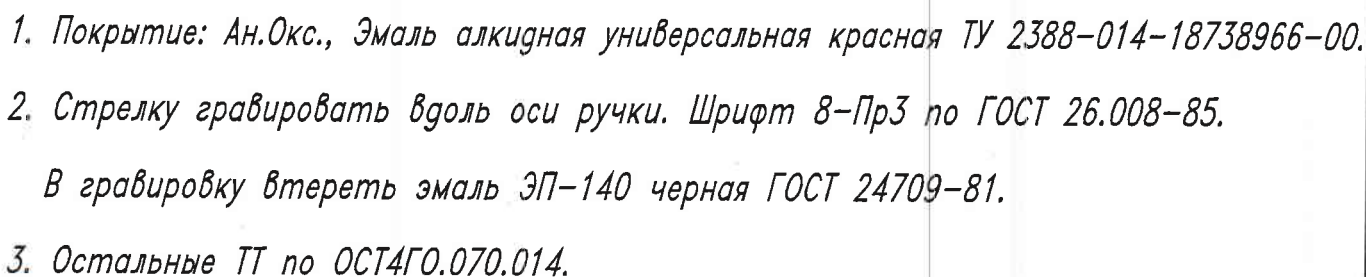 1. Покрытие: Ан.Окс., Эмаль алкидная универсальная красная ТУ 2388-014-18738966-00.
2. Стрелку гравировать вдоль оси ручки. Шрифт 8-Пр3 по ГОСТ 26.008-85.
В гравировку втереть эмаль ЭП-140 черная ГОСТ 24709-81.
3. Остальные ТТ по ОСТ4ГО.070.014.